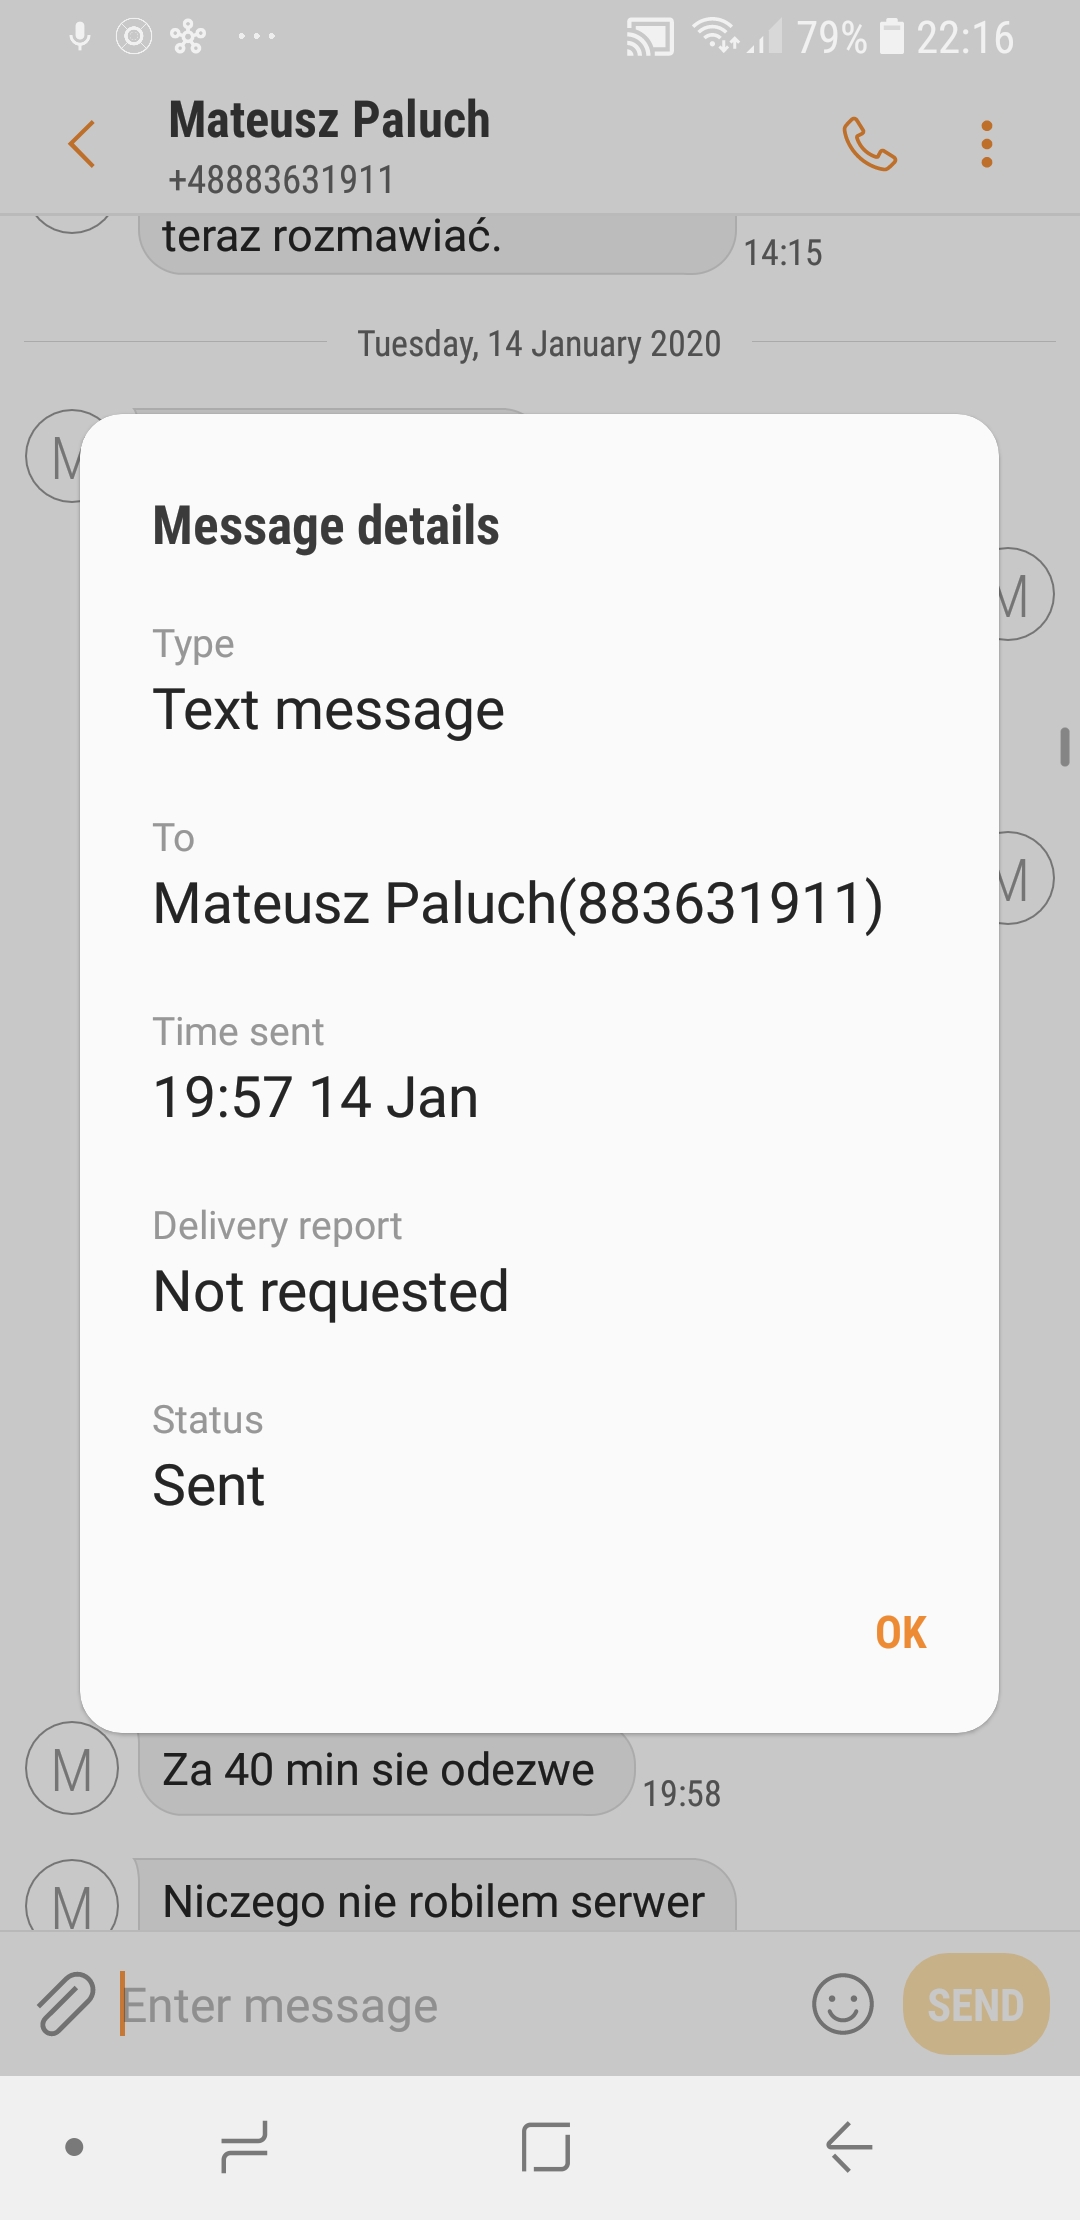 79% 22:16
Mateusz Paluch
+48883631911
teraz rozmawiać.
14:15
Tuesday, 14 January 2020
M
Message details
Type
Text message
M
To
Mateusz Paluch(883631911)
M
Time sent
19:57 14 Jan
Delivery report
Not requested
Status
Sent
OK
M
Za 40 min sie odezwe
19:58
M
Niczego nie robilem serwer
Enter message
SEND